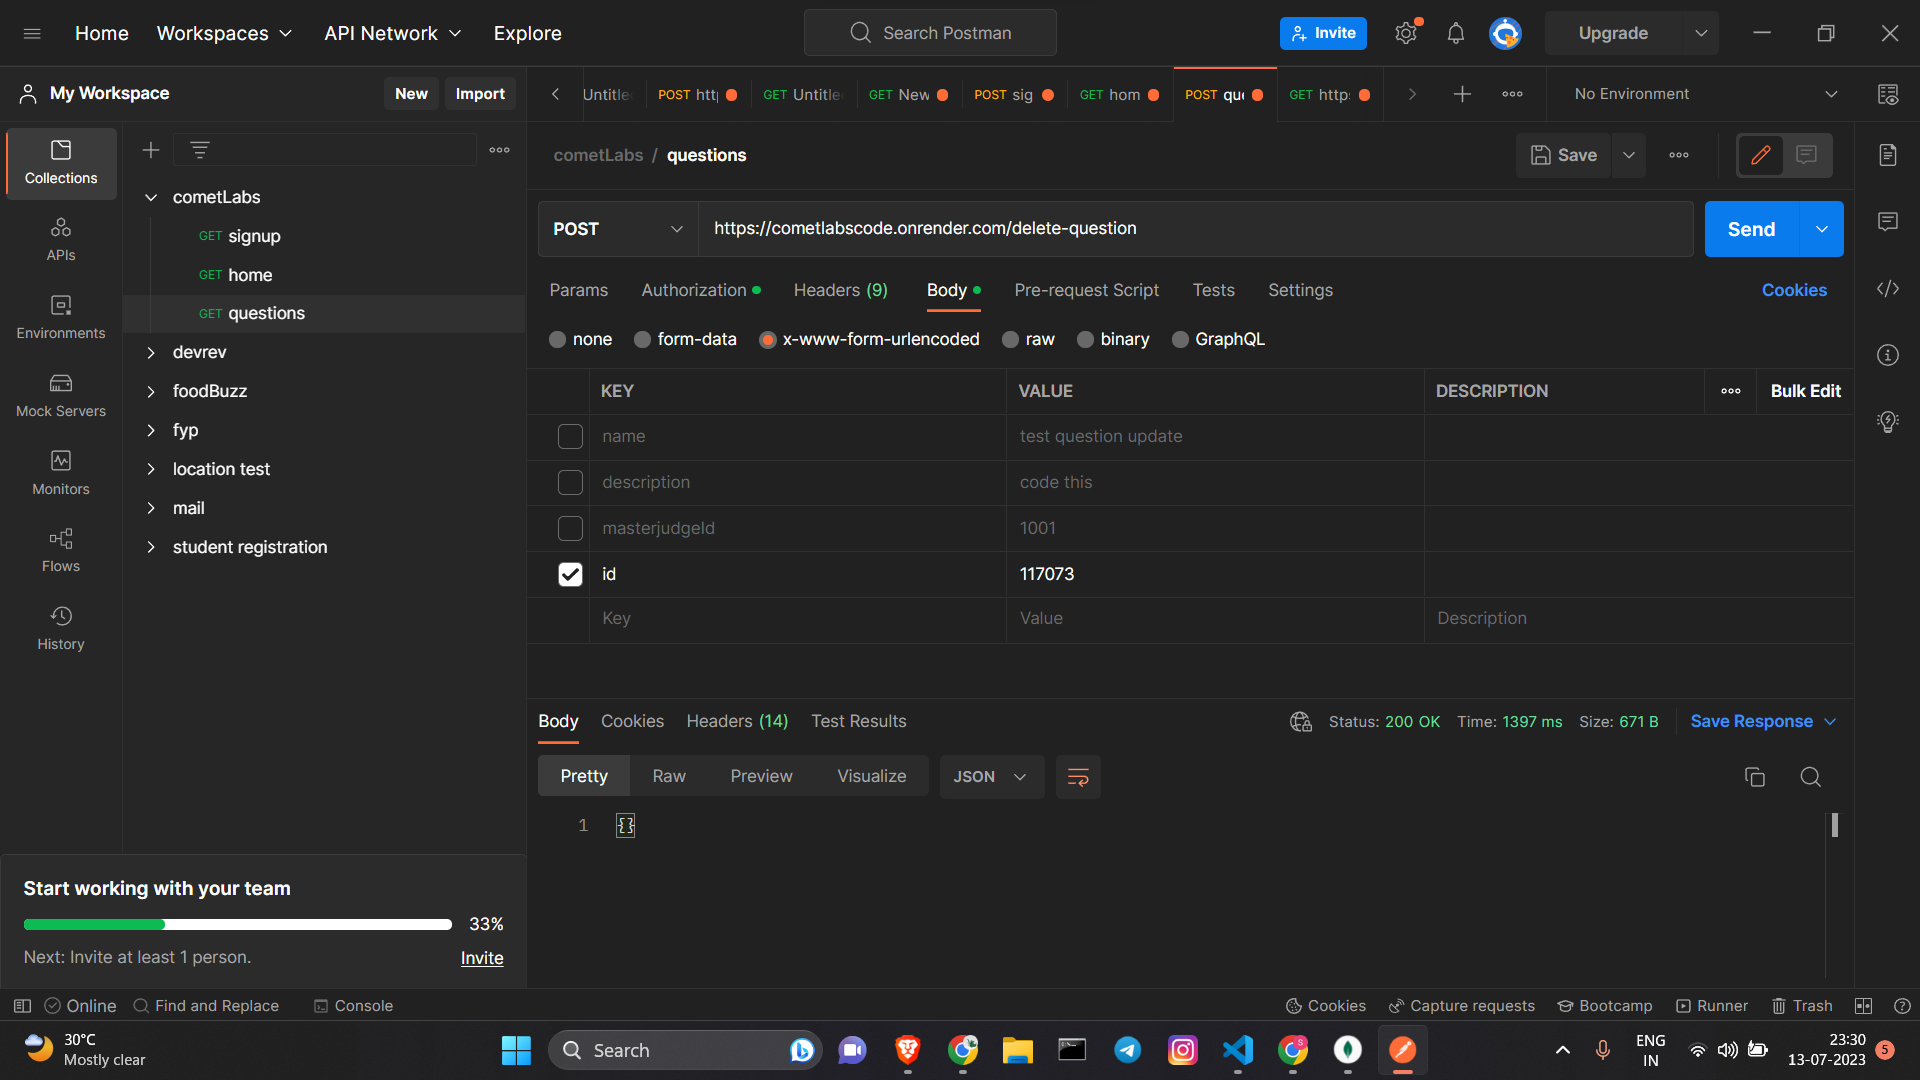 Home Workspaces API Network Explore Search Postman Invite Upgrade
My Workspace New Import
Untitle POST htt GET Untitle GET New POST sig GET hom POST que GET http: No Environment
Collections
APIs
Environments
Mock Servers
Monitors
Flows
History
cometLabs
GET signup
GET home
GET questions
devrev
foodBuzz
fyp
location test
mail
student registration
cometLabs / questions Save
POST https://cometlabscode.onrender.com/delete-question Send
Params Authorization Headers (9) Body Pre-request Script Tests Settings Cookies
none form-data x-www-form-urlencoded raw binary GraphQL
KEY VALUE DESCRIPTION Bulk Edit
name test question update
description code this
masterjudgeId 1001
id 117073
Key Value Description
Body Cookies Headers (14) Test Results Status: 200 OK Time: 1397 ms Size: 671 B Save Response
Pretty Raw Preview Visualize JSON
1 {}
Start working with your team
33%
Next: Invite at least 1 person. Invite
Online Find and Replace Console Cookies Capture requests Bootcamp Runner Trash
30°C
Mostly clear
Search
ENG
IN
23:30
13-07-2023
5